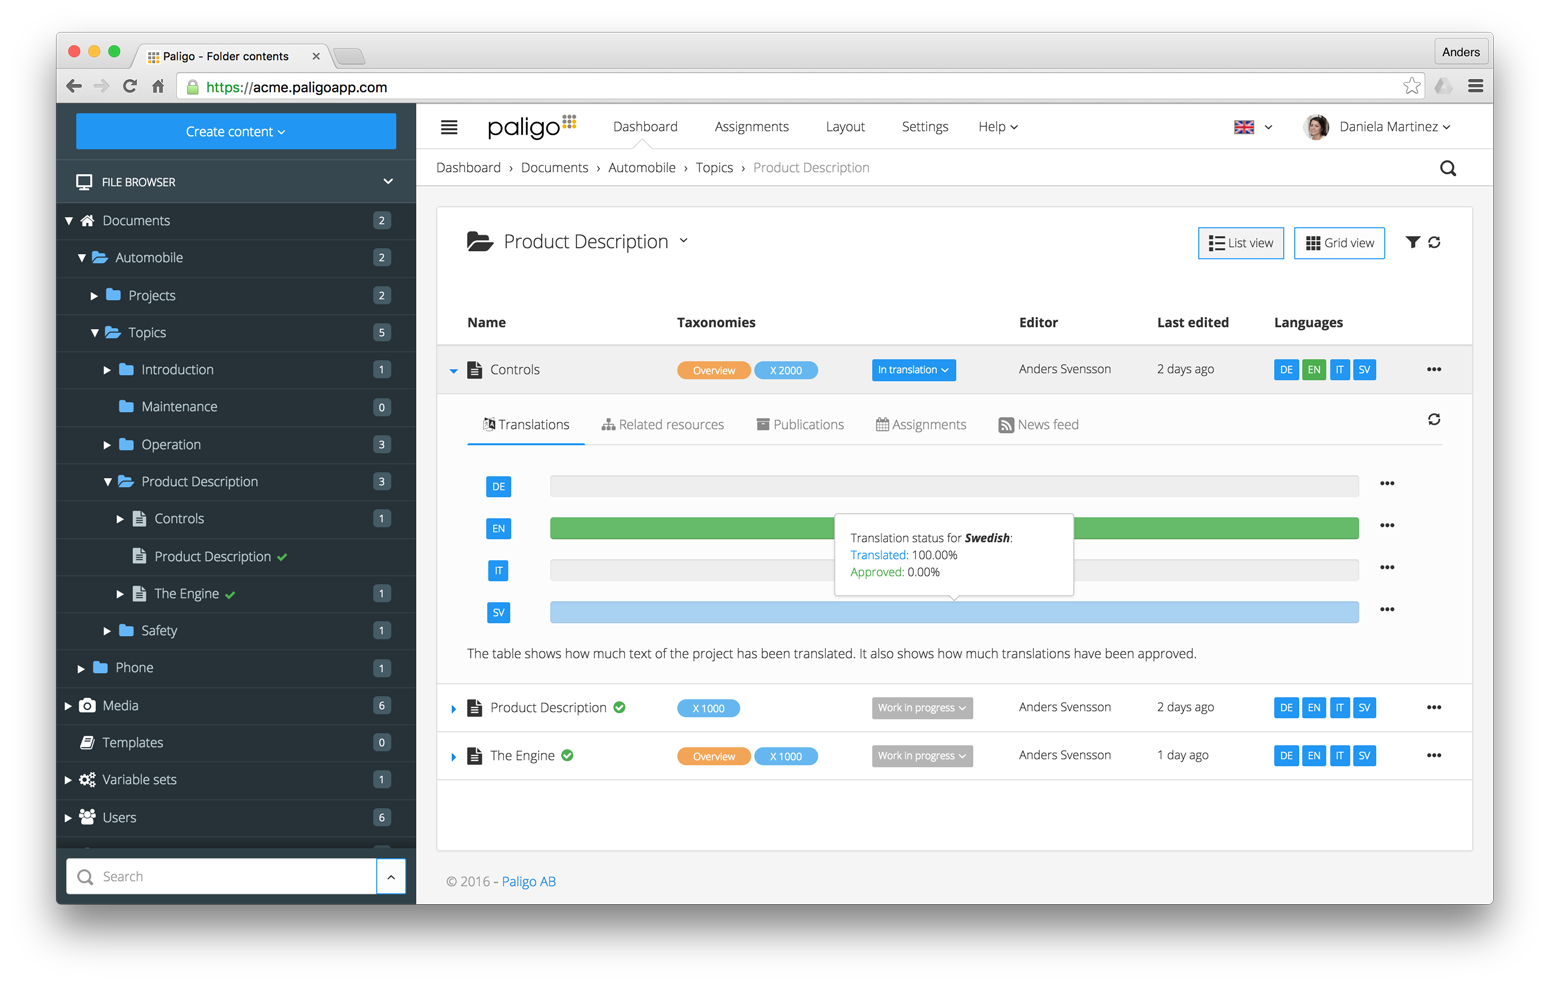 Paligo - Folder contents
Anders
https://acme.paligoapp.com
Create content
FILE BROWSER
Documents 2
Automobile 2
Projects 2
Topics 5
Introduction 1
Maintenance 0
Operation 3
Product Description 3
Controls 1
Product Description
The Engine 1
Safety 1
Phone 1
Media 6
Templates 0
Variable sets 1
Users 6
Search
paligo
Dashboard Assignments Layout Settings Help
Daniela Martinez
Dashboard › Documents › Automobile › Topics › Product Description
Product Description
List view Grid view
Name Taxonomies Editor Last edited Languages
Controls Overview X 2000 In translation Anders Svensson 2 days ago DE EN IT SV
Translations Related resources Publications Assignments News feed
DE
EN
IT
SV
Translation status for Swedish:
Translated: 100.00%
Approved: 0.00%
The table shows how much text of the project has been translated. It also shows how much translations have been approved.
Product Description X 1000 Work in progress Anders Svensson 2 days ago DE EN IT SV
The Engine Overview X 1000 Work in progress Anders Svensson 1 day ago DE EN IT SV
© 2016 - Paligo AB